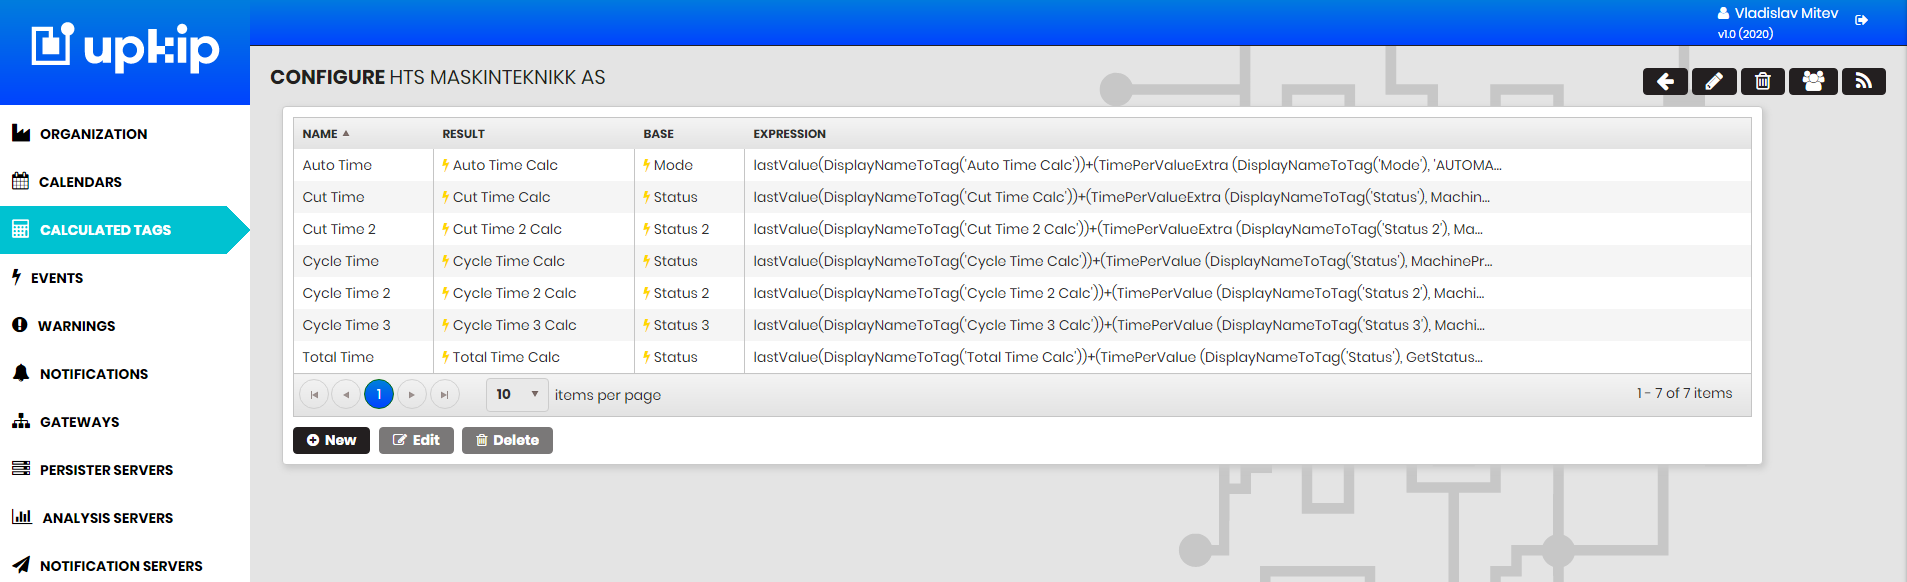 upkip
Vladislav Mitev
v1.0 (2020)
CONFIGURE HTS MASKINTEKNIKK AS
ORGANIZATION
CALENDARS
CALCULATED TAGS
EVENTS
WARNINGS
NOTIFICATIONS
GATEWAYS
PERSISTER SERVERS
ANALYSIS SERVERS
NOTIFICATION SERVERS
NAME RESULT BASE EXPRESSION
Auto Time Auto Time Calc Mode lastValue(DisplayNameToTag('Auto Time Calc'))+(TimePerValueExtra (DisplayNameToTag('Mode'), 'AUTOMA...
Cut Time Cut Time Calc Status lastValue(DisplayNameToTag('Cut Time Calc'))+(TimePerValueExtra (DisplayNameToTag('Status'), Machin...
Cut Time 2 Cut Time 2 Calc Status 2 lastValue(DisplayNameToTag('Cut Time 2 Calc'))+(TimePerValueExtra (DisplayNameToTag('Status 2'), Ma...
Cycle Time Cycle Time Calc Status lastValue(DisplayNameToTag('Cycle Time Calc'))+(TimePerValue (DisplayNameToTag('Status'), MachinePr...
Cycle Time 2 Cycle Time 2 Calc Status 2 lastValue(DisplayNameToTag('Cycle Time 2 Calc'))+(TimePerValue (DisplayNameToTag('Status 2'), Machi...
Cycle Time 3 Cycle Time 3 Calc Status 3 lastValue(DisplayNameToTag('Cycle Time 3 Calc'))+(TimePerValue (DisplayNameToTag('Status 3'), Machi...
Total Time Total Time Calc Status lastValue(DisplayNameToTag('Total Time Calc'))+(TimePerValue (DisplayNameToTag('Status'), GetStatus...
1 10 items per page 1 - 7 of 7 items
New Edit Delete